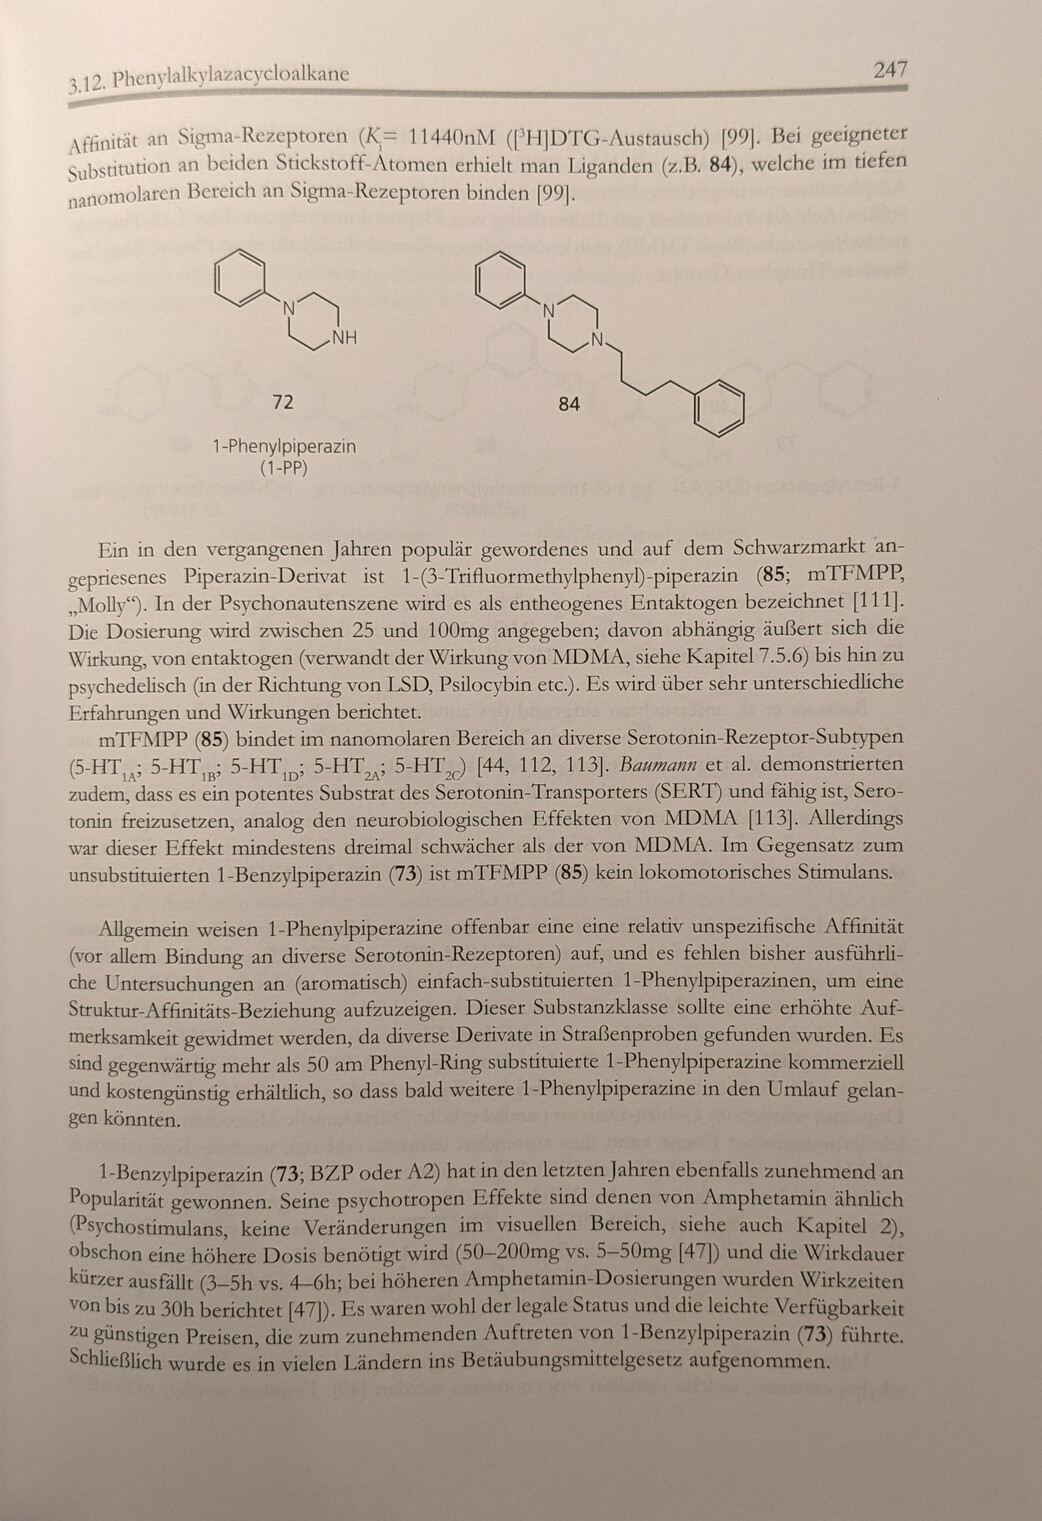 3.12. Phenylalkylazacycloalkane
247
Affinität an Sigma-Rezeptoren (Ki= 11440nM ([³H]DTG-Austausch) [99]. Bei geeigneter
Substitution an beiden Stickstoff-Atomen erhielt man Liganden (z.B. 84), welche im tiefen
nanomolaren Bereich an Sigma-Rezeptoren binden [99].
N
NH
72
1-Phenylpiperazin
(1-PP)
N
N
84
Ein in den vergangenen Jahren populär gewordenes und auf dem Schwarzmarkt an-
gepriesenes Piperazin-Derivat ist 1-(3-Trifluormethylphenyl)-piperazin (85; mTFMPP,
„Molly“). In der Psychonautenszene wird es als entheogenes Entaktogen bezeichnet [111].
Die Dosierung wird zwischen 25 und 100mg angegeben; davon abhängig äußert sich die
Wirkung, von entaktogen (verwandt der Wirkung von MDMA, siehe Kapitel 7.5.6) bis hin zu
psychedelisch (in der Richtung von LSD, Psilocybin etc.). Es wird über sehr unterschiedliche
Erfahrungen und Wirkungen berichtet.
mTFMPP (85) bindet im nanomolaren Bereich an diverse Serotonin-Rezeptor-Subtypen
(5-HT1A; 5-HT1B; 5-HT1D; 5-HT2A; 5-HT2C) [44, 112, 113]. Baumann et al. demonstrierten
zudem, dass es ein potentes Substrat des Serotonin-Transporters (SERT) und fähig ist, Sero-
tonin freizusetzen, analog den neurobiologischen Effekten von MDMA [113]. Allerdings
war dieser Effekt mindestens dreimal schwächer als der von MDMA. Im Gegensatz zum
unsubstituierten 1-Benzylpiperazin (73) ist mTFMPP (85) kein lokomotorisches Stimulans.
Allgemein weisen 1-Phenylpiperazine offenbar eine eine relativ unspezifische Affinität
(vor allem Bindung an diverse Serotonin-Rezeptoren) auf, und es fehlen bisher ausführli-
che Untersuchungen an (aromatisch) einfach-substituierten 1-Phenylpiperazinen, um eine
Struktur-Affinitäts-Beziehung aufzuzeigen. Dieser Substanzklasse sollte eine erhöhte Auf-
merksamkeit gewidmet werden, da diverse Derivate in Straßenproben gefunden wurden. Es
sind gegenwärtig mehr als 50 am Phenyl-Ring substituierte 1-Phenylpiperazine kommerziell
und kostengünstig erhältlich, so dass bald weitere 1-Phenylpiperazine in den Umlauf gelan-
gen könnten.
1-Benzylpiperazin (73; BZP oder A2) hat in den letzten Jahren ebenfalls zunehmend an
Popularität gewonnen. Seine psychotropen Effekte sind denen von Amphetamin ähnlich
(Psychostimulans, keine Veränderungen im visuellen Bereich, siehe auch Kapitel 2),
obschon eine höhere Dosis benötigt wird (50–200mg vs. 5–50mg [47]) und die Wirkdauer
kürzer ausfällt (3–5h vs. 4–6h; bei höheren Amphetamin-Dosierungen wurden Wirkzeiten
von bis zu 30h berichtet [47]). Es waren wohl der legale Status und die leichte Verfügbarkeit
zu günstigen Preisen, die zum zunehmenden Auftreten von 1-Benzylpiperazin (73) führte.
Schließlich wurde es in vielen Ländern ins Betäubungsmittelgesetz aufgenommen.